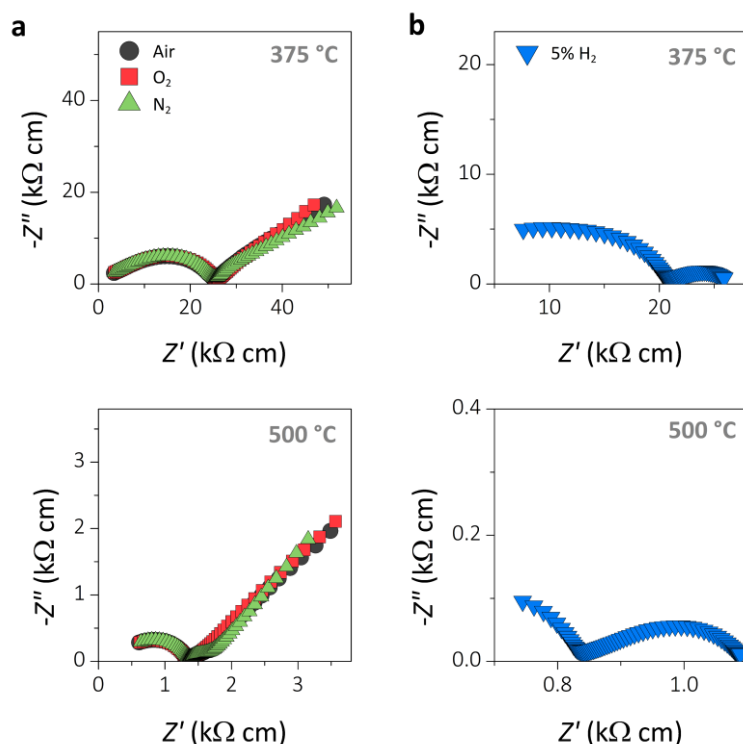 a
375 °C
Air
O₂
N₂
-Z″ (kΩ cm)
40
20
0
0
20
40
Z′ (kΩ cm)
b
5% H₂
375 °C
-Z″ (kΩ cm)
20
15
10
5
0
10
20
Z′ (kΩ cm)
500 °C
-Z″ (kΩ cm)
3
2
1
0
0
1
2
3
Z′ (kΩ cm)
500 °C
-Z″ (kΩ cm)
0.4
0.2
0.0
0.8
1.0
Z′ (kΩ cm)